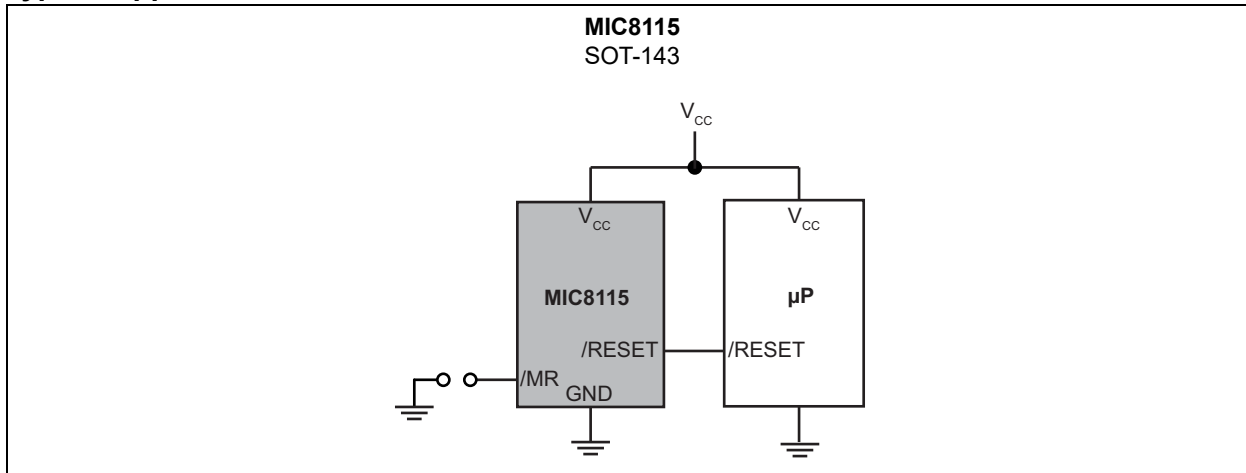 MIC8115
SOT-143
VCC
VCC
VCC
MIC8115
µP
/RESET
/RESET
/MR
GND